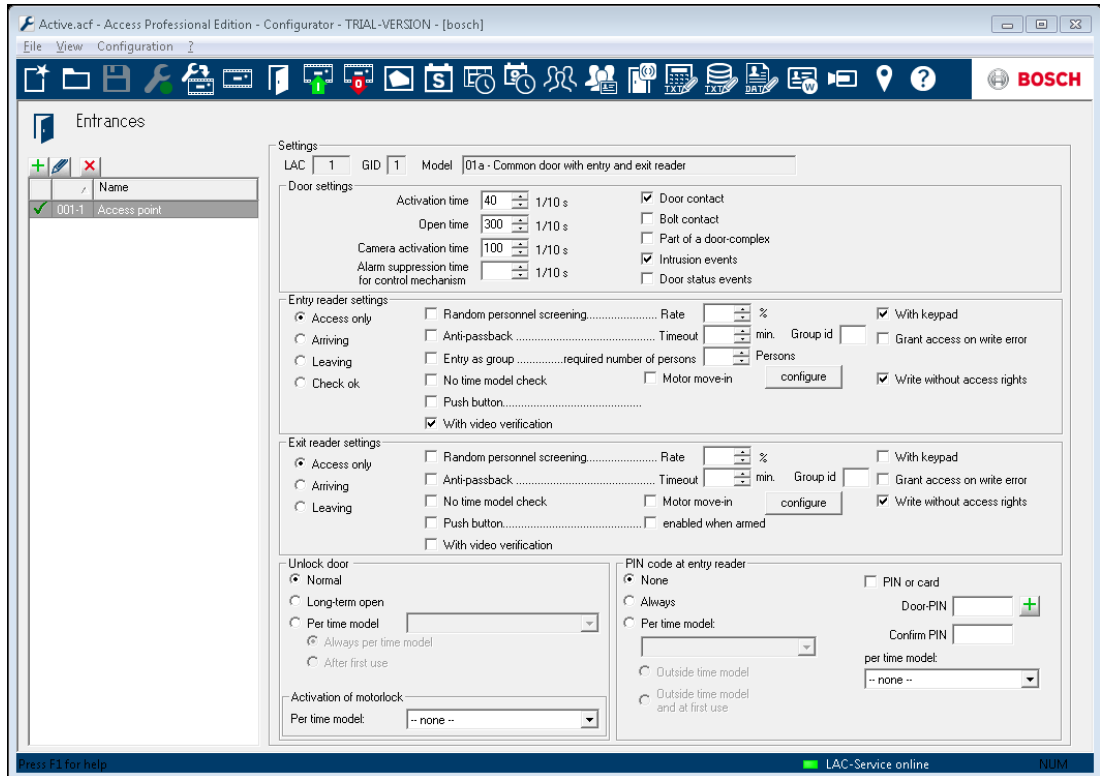 Active.acf - Access Professional Edition - Configurator - TRIAL-VERSION - [bosch]
File View Configuration ?
BOSCH
Entrances
Name
001-1 Access point
Settings
LAC 1 GID 1 Model 01a - Common door with entry and exit reader
Door settings
Activation time 40 1/10 s
Open time 300 1/10 s
Camera activation time 100 1/10 s
Alarm suppression time
for control mechanism 1/10 s
Door contact
Bolt contact
Part of a door-complex
Intrusion events
Door status events
Entry reader settings
Access only
Arriving
Leaving
Check ok
Random personnel screening...................... Rate %
Anti-passback ........................................... Timeout min. Group id
Entry as group ..............required number of persons Persons
No time model check Motor move-in configure
Push button...........................................
With video verification
With keypad
Grant access on write error
Write without access rights
Exit reader settings
Access only
Arriving
Leaving
Random personnel screening...................... Rate %
Anti-passback ........................................... Timeout min. Group id
No time model check Motor move-in configure
Push button........................................... enabled when armed
With video verification
With keypad
Grant access on write error
Write without access rights
Unlock door
Normal
Long-term open
Per time model
Always per time model
After first use
Activation of motorlock
Per time model: -- none --
PIN code at entry reader
None
Always
Per time model:
Outside time model
Outside time model
and at first use
PIN or card
Door-PIN
Confirm PIN
per time model:
-- none --
Press F1 for help
LAC-Service online
NUM